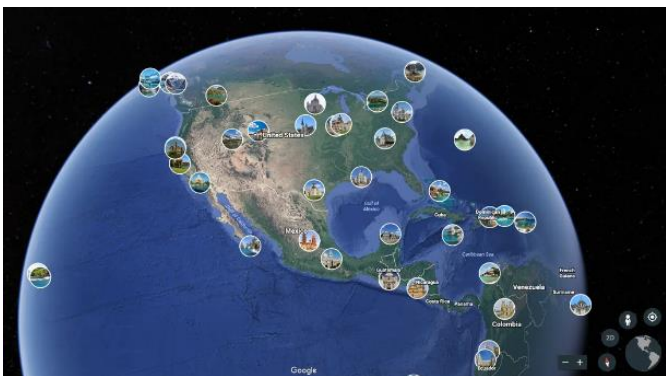 United States
Gulf of
Mexico
Mexico
Cuba
Dominican
Republic
Caribbean Sea
Guatemala
Nicaragua
Costa Rica
Panama
Venezuela
French
Guiana
Suriname
Colombia
Ecuador
2D
Google